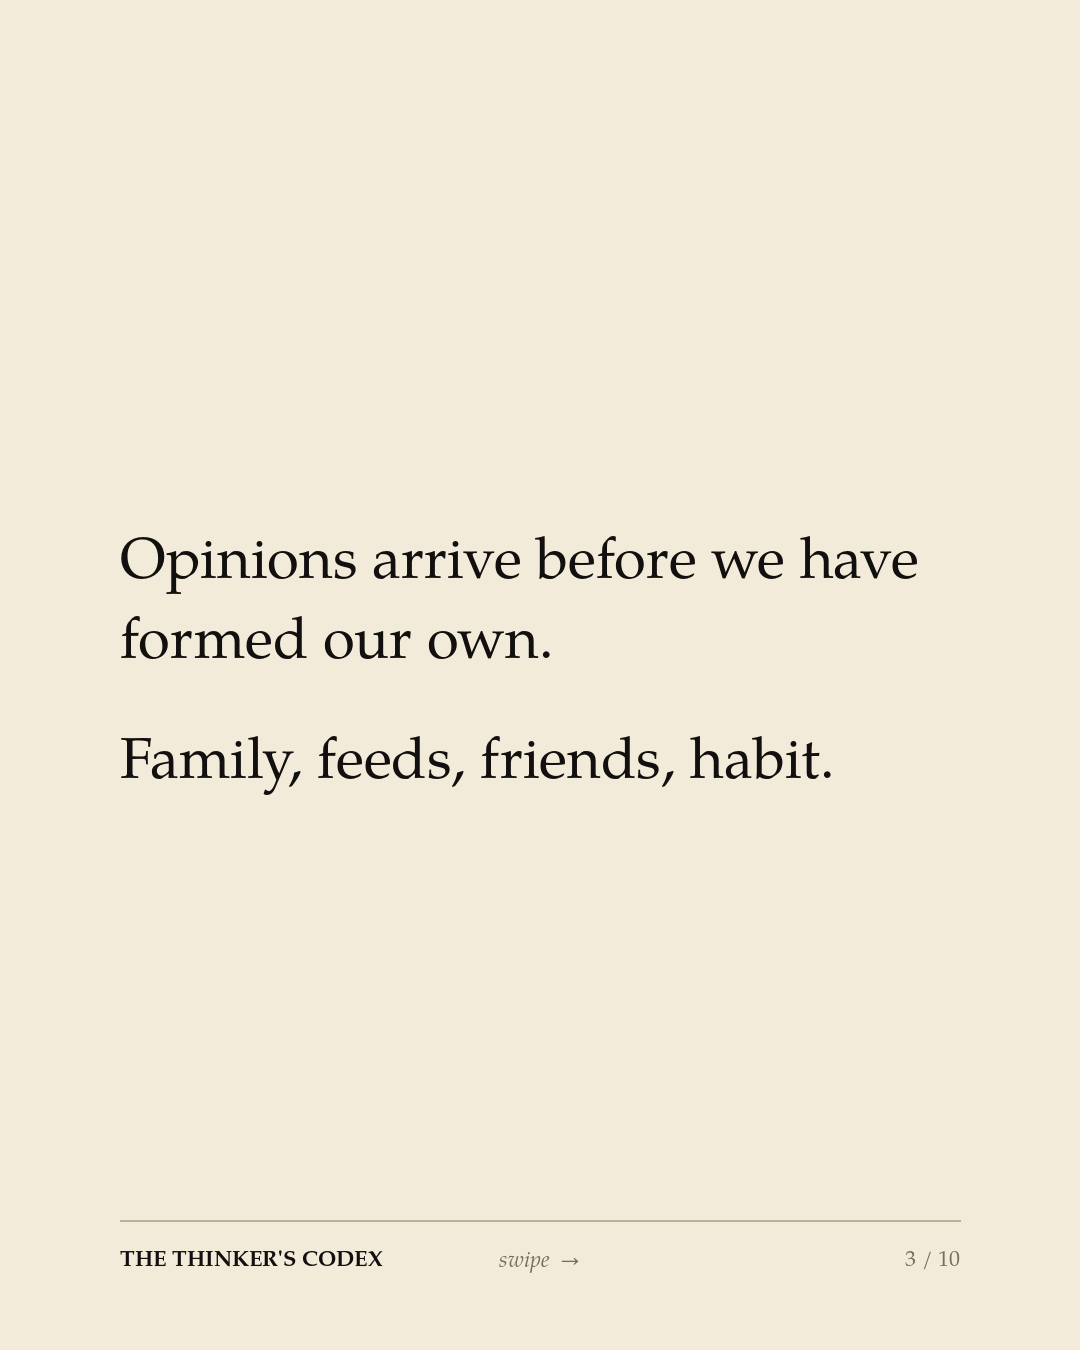 Opinions arrive before we have
formed our own.
Family, feeds, friends, habit.
THE THINKER'S CODEX
swipe →
3 / 10